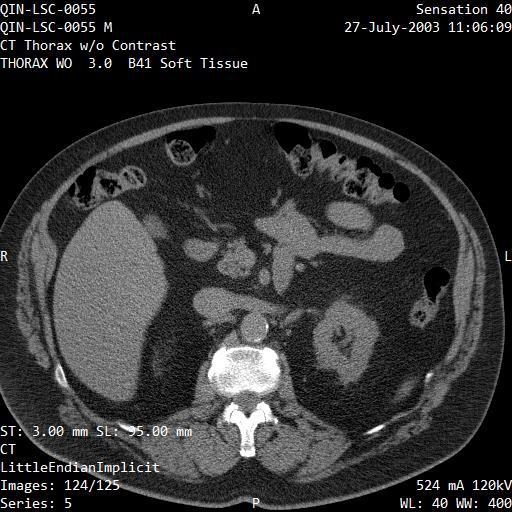 QIN-LSC-0055
A
Sensation 40
QIN-LSC-0055 M
27-July-2003 11:06:09
CT Thorax w/o Contrast
THORAX WO  3.0  B41 Soft Tissue
R
L
ST: 3.00 mm SL: 95.00 mm
CT
LittleEndianImplicit
Images: 124/125
524 mA 120kV
Series: 5
P
WL: 40 WW: 400